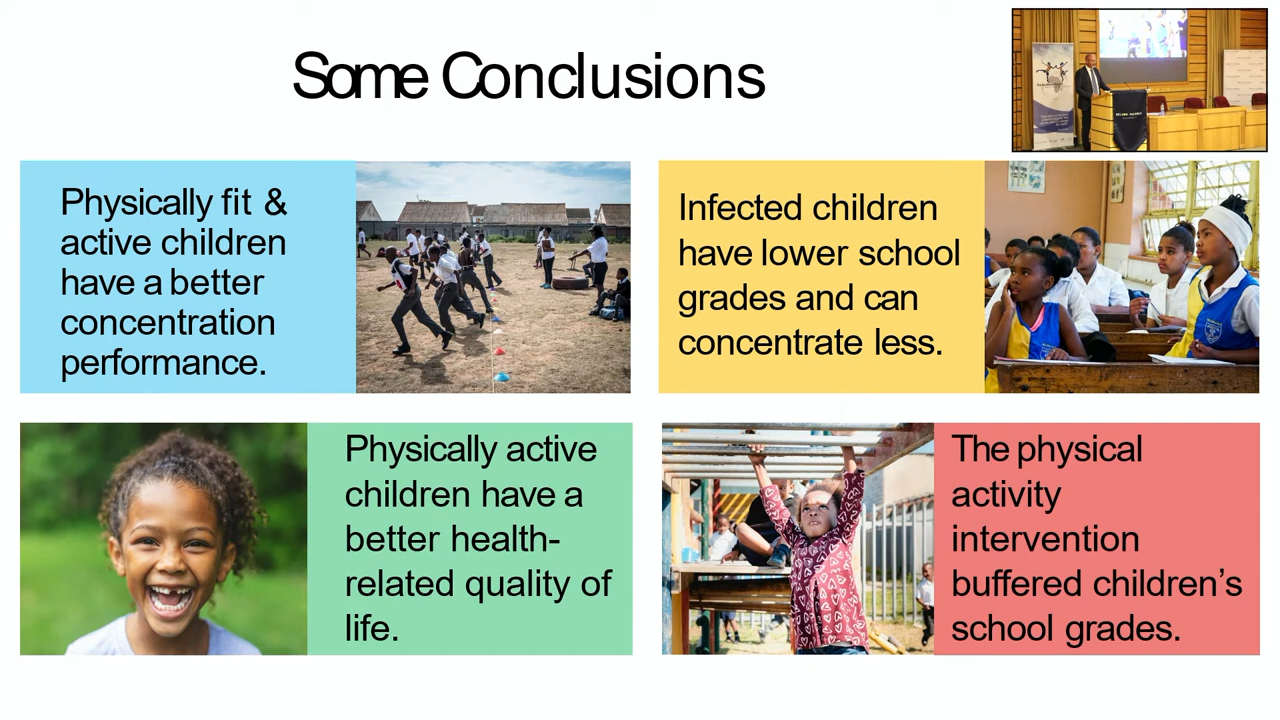 Some Conclusions
Physically fit &
active children
have a better
concentration
performance.
Infected children
have lower school
grades and can
concentrate less.
Physically active
children have a
better health-
related quality of
life.
The physical
activity
intervention
buffered children’s
school grades.